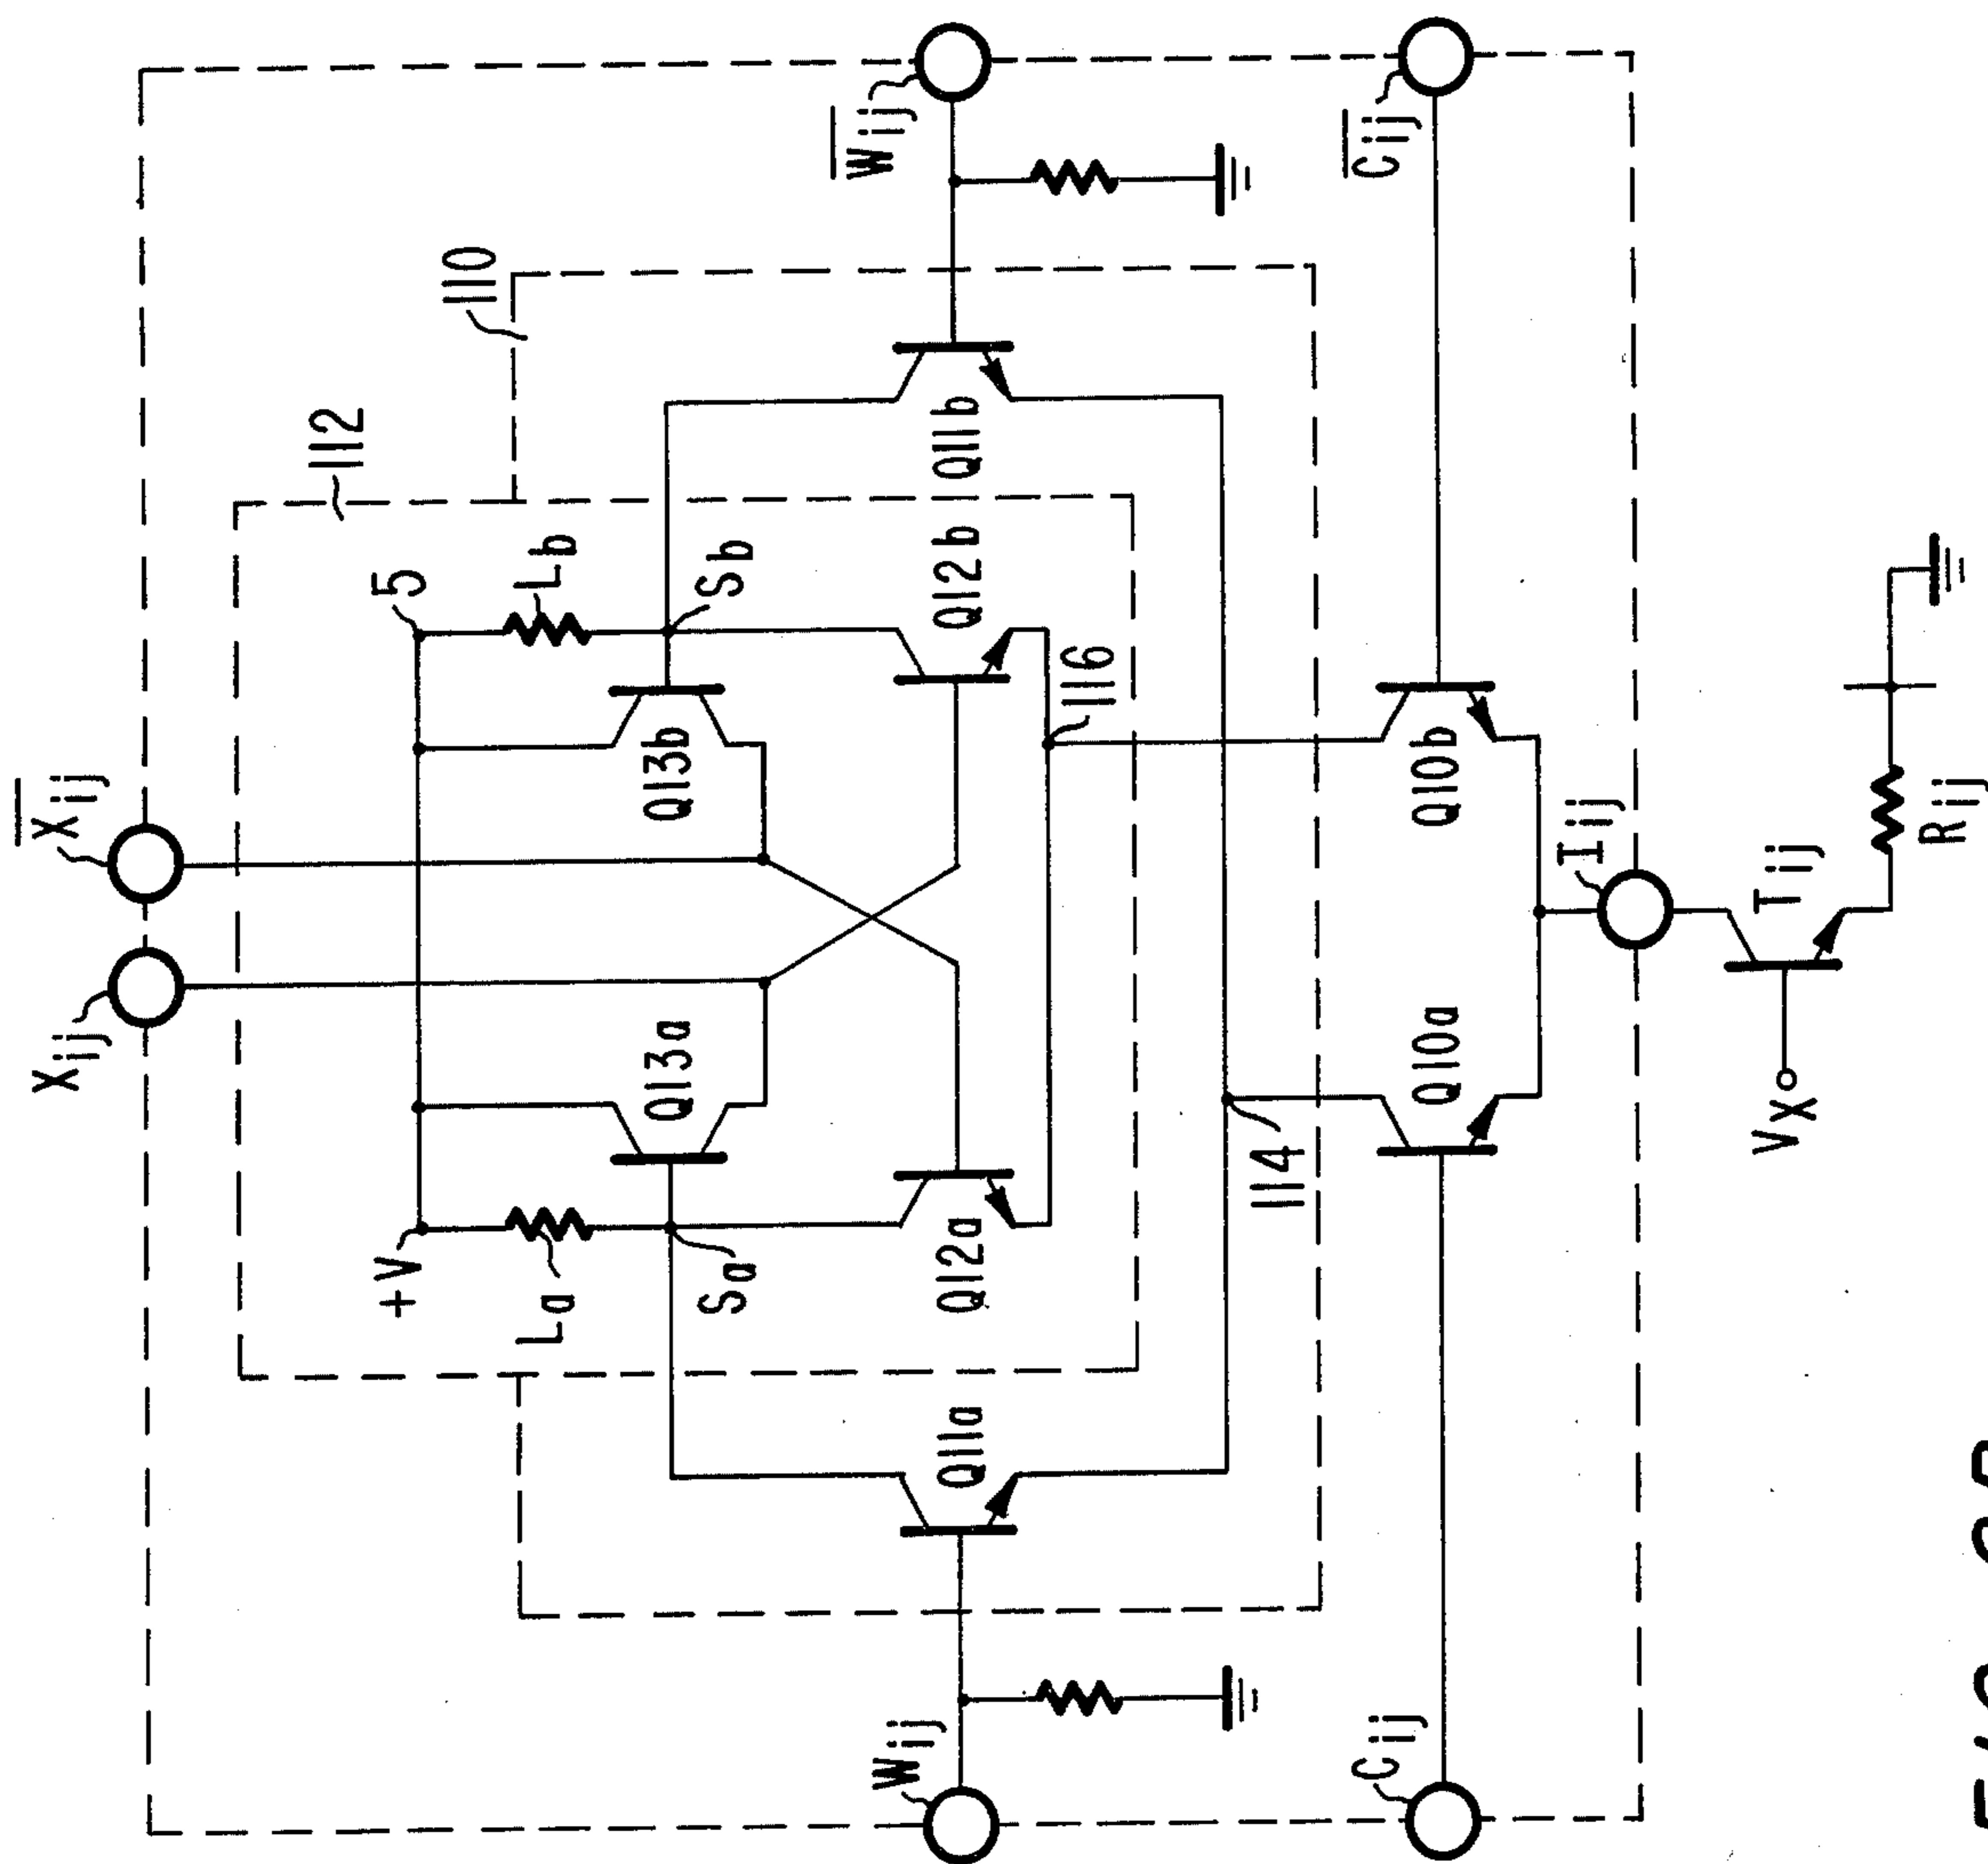 Xij
X̅ij
112
+V
5
110
La
Lb
Q13a
Q13b
Sa
Sb
Wij
W̅ij
Q11a
Q12a
Q12b
Q11b
116
114
Cij
C̅ij
Q10a
Q10b
Iij
Tij
VX
Rij
FIG.